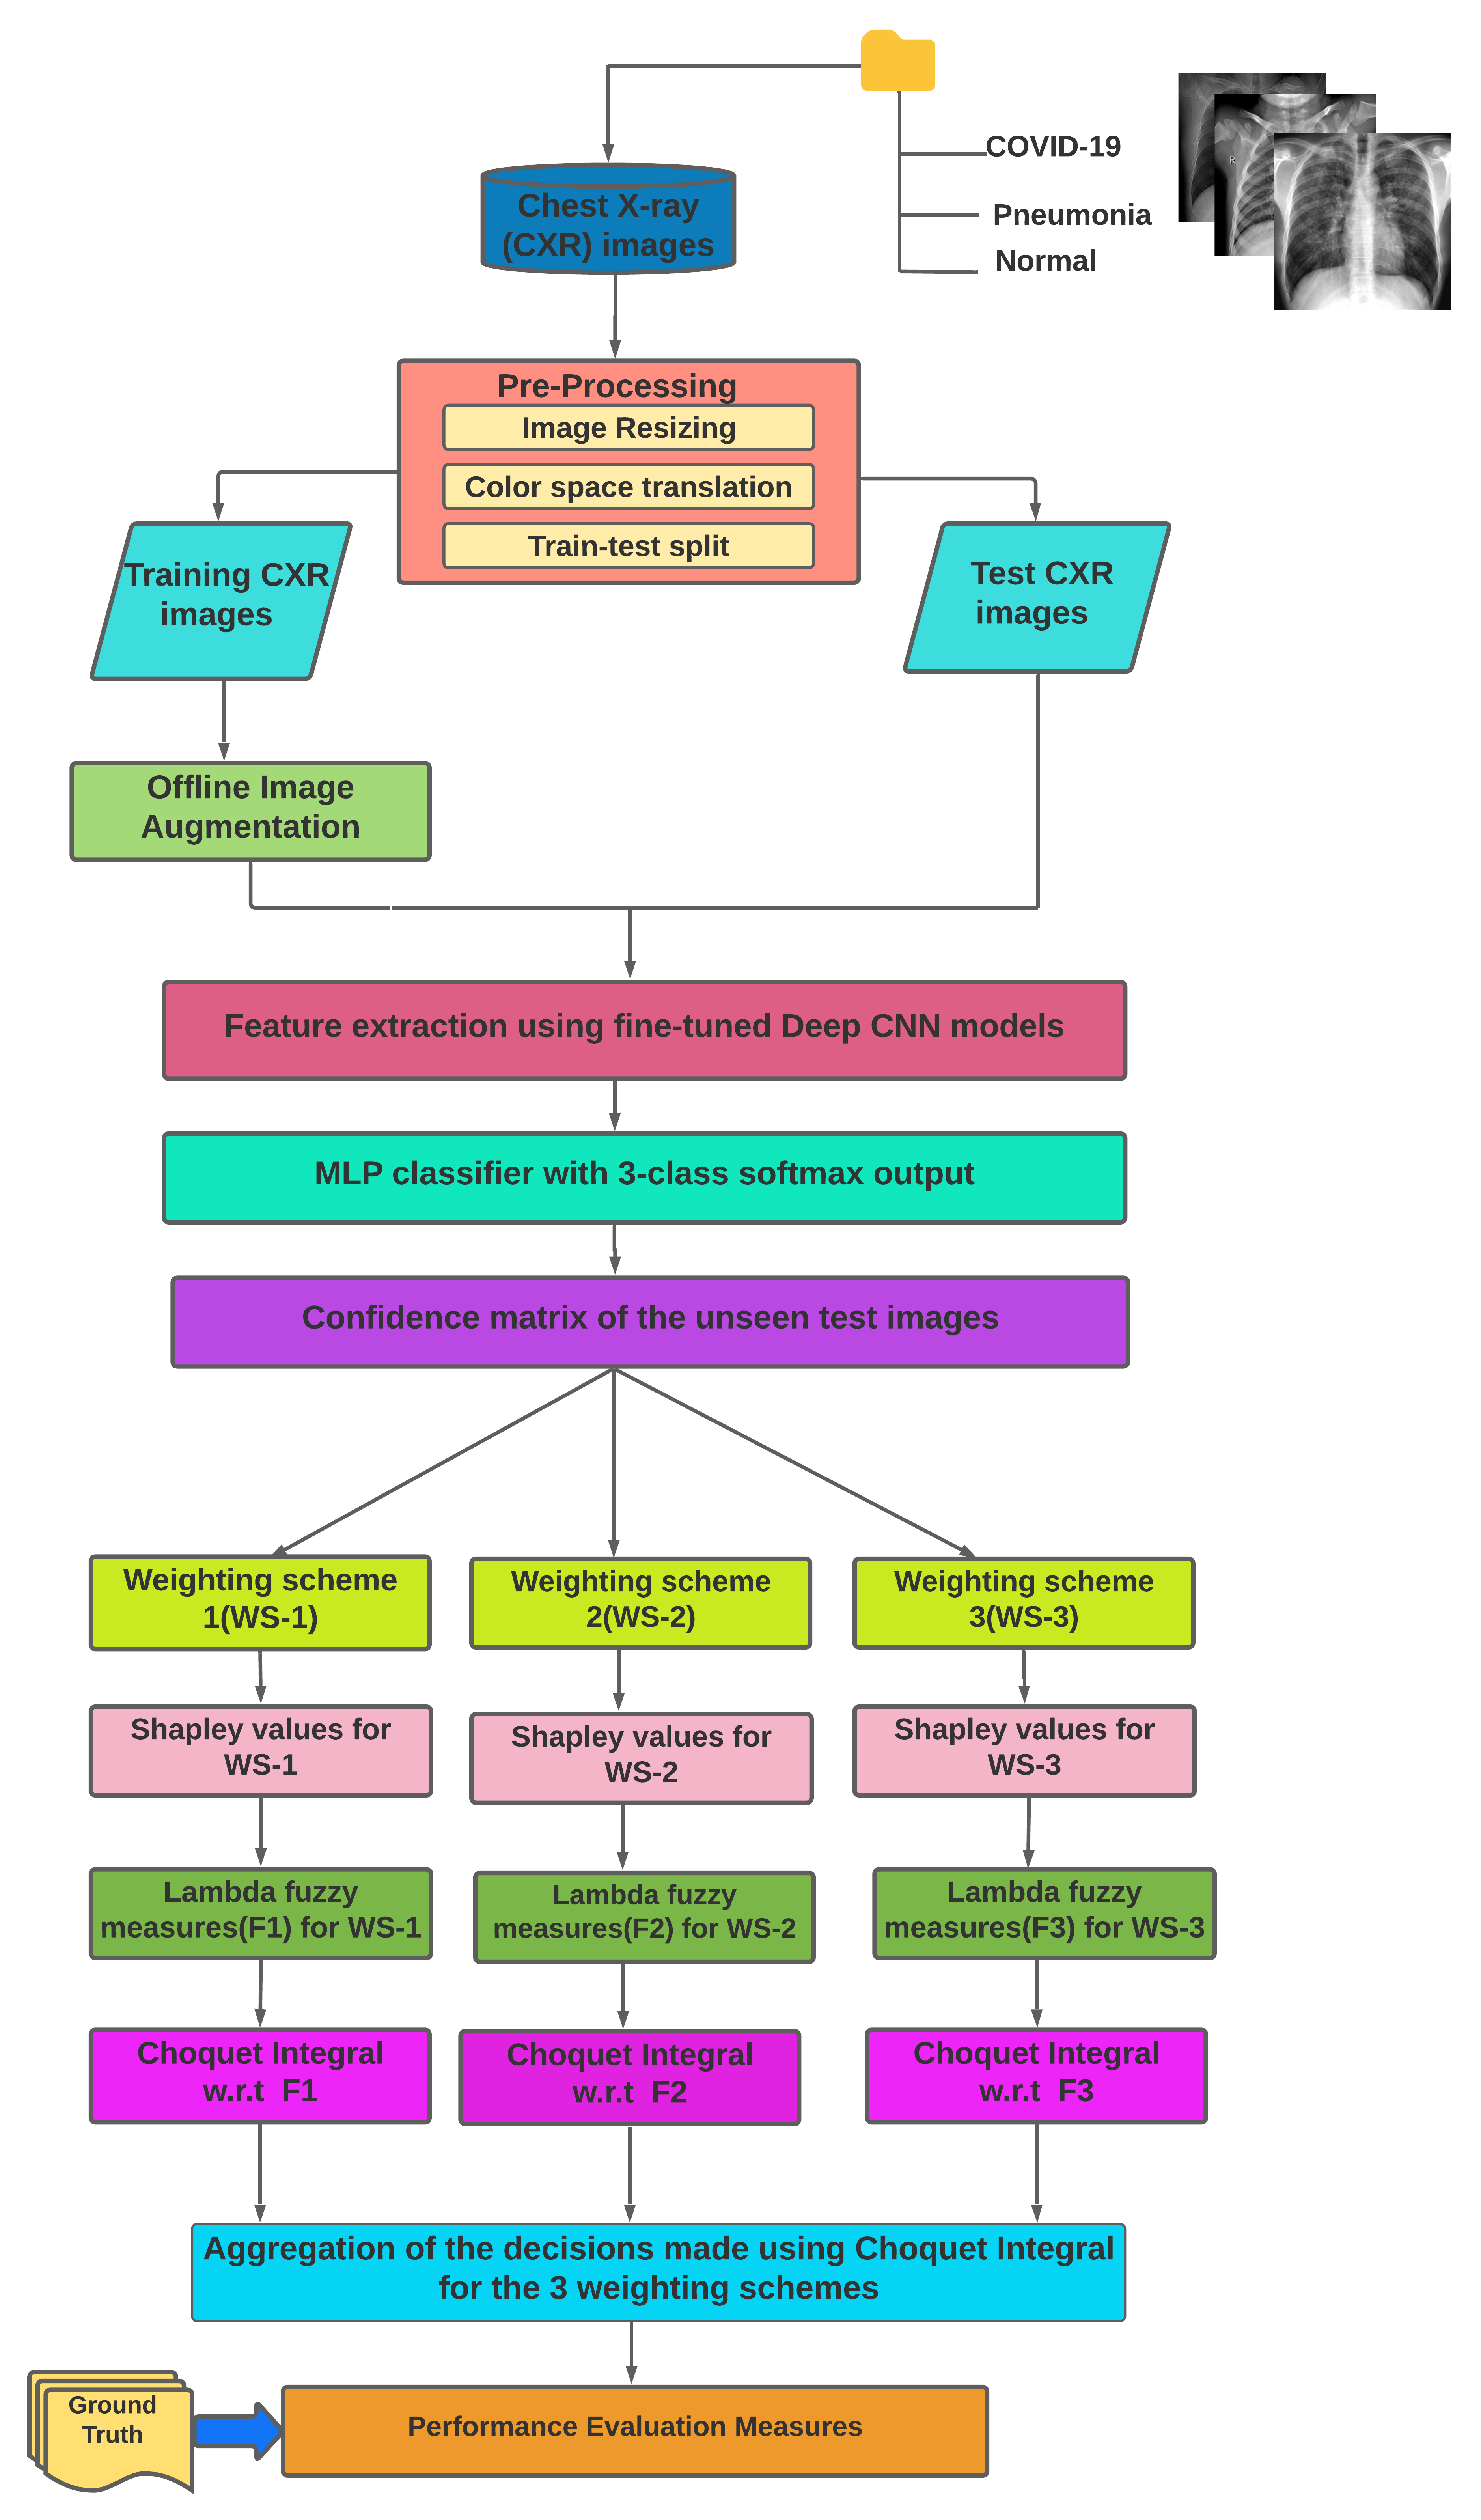 COVID-19
Pneumonia
Normal
R
Chest X-ray
(CXR) images
Pre-Processing
Image Resizing
Color space translation
Train-test split
Training CXR
images
Test CXR
images
Offline Image
Augmentation
Feature extraction using fine-tuned Deep CNN models
MLP classifier with 3-class softmax output
Confidence matrix of the unseen test images
Weighting scheme
1(WS-1)
Weighting scheme
2(WS-2)
Weighting scheme
3(WS-3)
Shapley values for
WS-1
Shapley values for
WS-2
Shapley values for
WS-3
Lambda fuzzy
measures(F1) for WS-1
Lambda fuzzy
measures(F2) for WS-2
Lambda fuzzy
measures(F3) for WS-3
Choquet Integral
w.r.t  F1
Choquet Integral
w.r.t  F2
Choquet Integral
w.r.t  F3
Aggregation of the decisions made using Choquet Integral
for the 3 weighting schemes
Ground
Truth
Performance Evaluation Measures